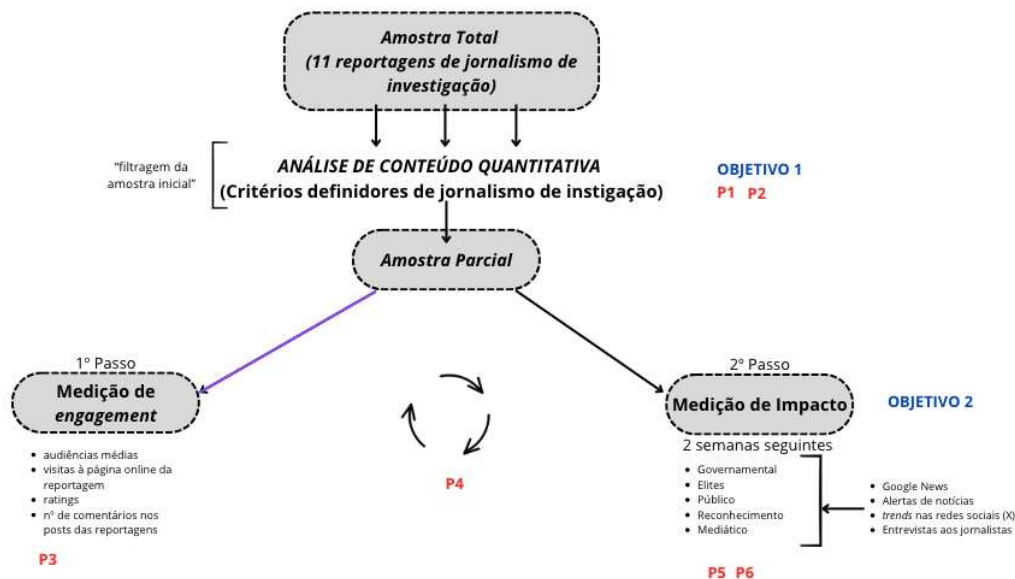 Amostra Total
(11 reportagens de jornalismo de
investigação)
"filtragem da
amostra inicial"
ANÁLISE DE CONTEÚDO QUANTITATIVA
(Critérios definidores de jornalismo de instigação)
OBJETIVO 1
P1 P2
Amostra Parcial
1º Passo
Medição de
engagement
• audiências médias
• visitas à página online da
reportagem
• ratings
• nº de comentários nos
posts das reportagens
P3
P4
2º Passo
Medição de Impacto
OBJETIVO 2
2 semanas seguintes
• Governamental
• Elites
• Público
• Reconhecimento
• Mediático
• Google News
• Alertas de notícias
• trends nas redes sociais (X)
• Entrevistas aos jornalistas
P5 P6